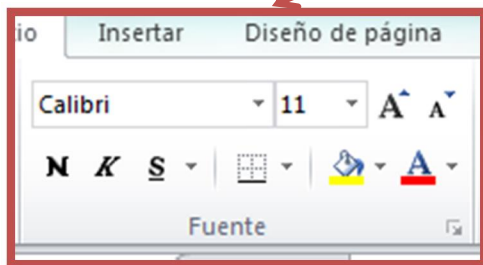 io Insertar Diseño de página
Calibri 11 A A
N K S A
Fuente